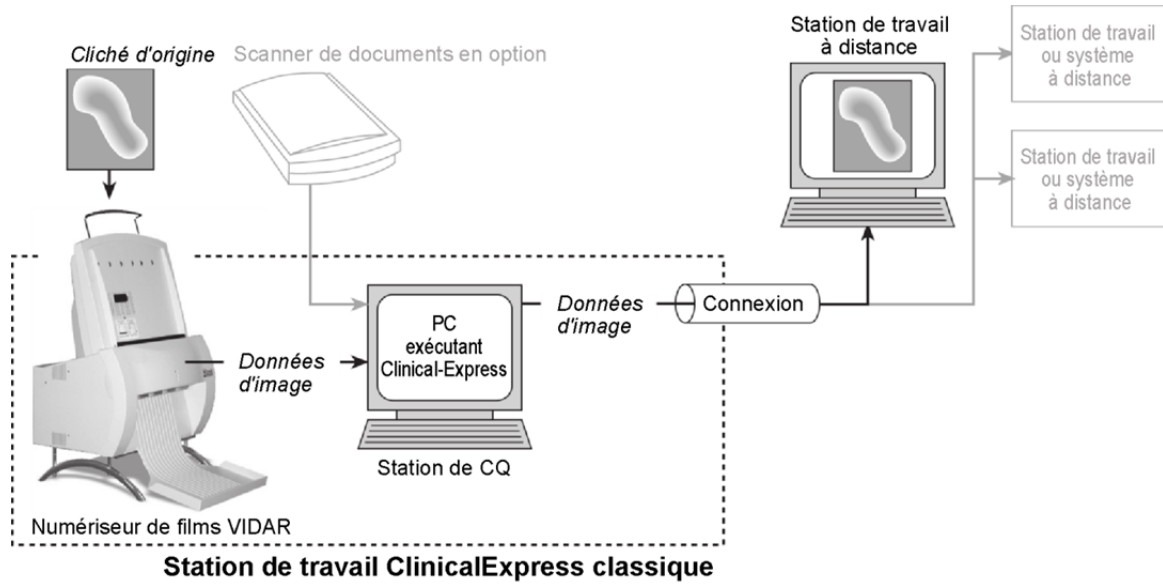 Cliché d'origine
Scanner de documents en option
Station de travail
à distance
Station de travail
ou système
à distance
Station de travail
ou système
à distance
PC
exécutant
Clinical-Express
Données
d'image
Connexion
Données
d'image
Station de CQ
Numériseur de films VIDAR
Station de travail ClinicalExpress classique